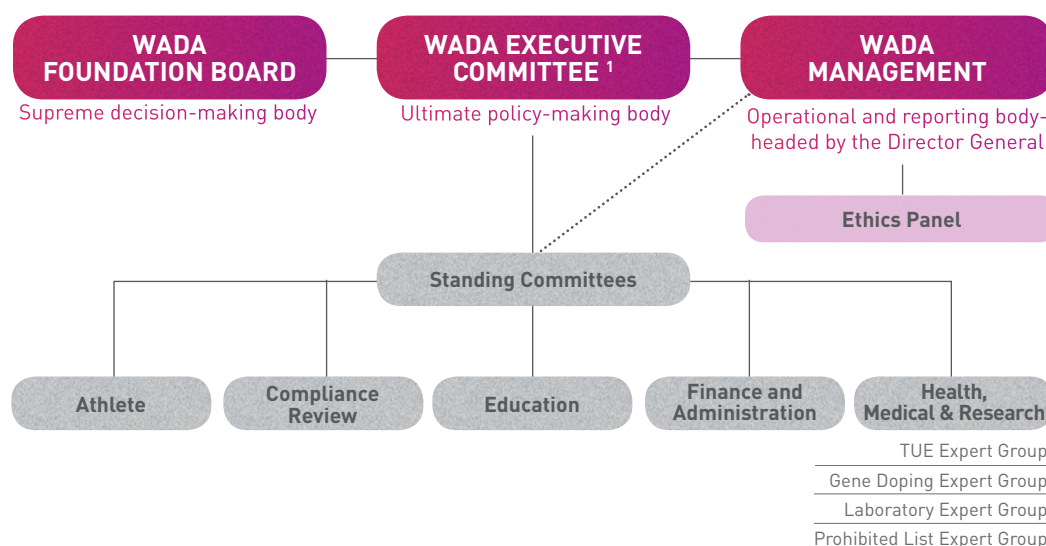 WADA
FOUNDATION BOARD
Supreme decision-making body
WADA EXECUTIVE
COMMITTEE 1
Ultimate policy-making body
WADA
MANAGEMENT
Operational and reporting body-
headed by the Director General
Ethics Panel
Standing Committees
Athlete
Compliance
Review
Education
Finance and
Administration
Health,
Medical & Research
TUE Expert Group
Gene Doping Expert Group
Laboratory Expert Group
Prohibited List Expert Group